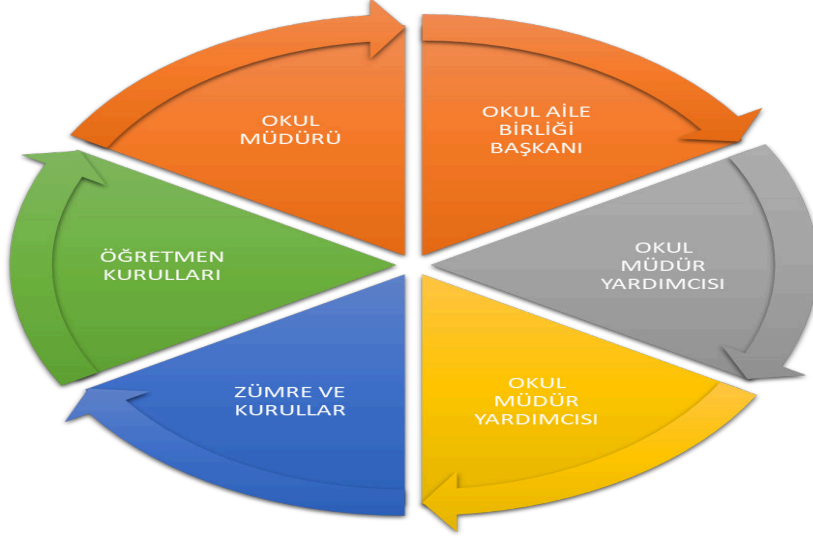 OKUL
MÜDÜRÜ
OKUL AİLE
BİRLİĞİ
BAŞKANI
ÖĞRETMEN
KURULLARI
OKUL
MÜDÜR
YARDIMCISI
ZÜMRE VE
KURULLAR
OKUL
MÜDÜR
YARDIMCISI